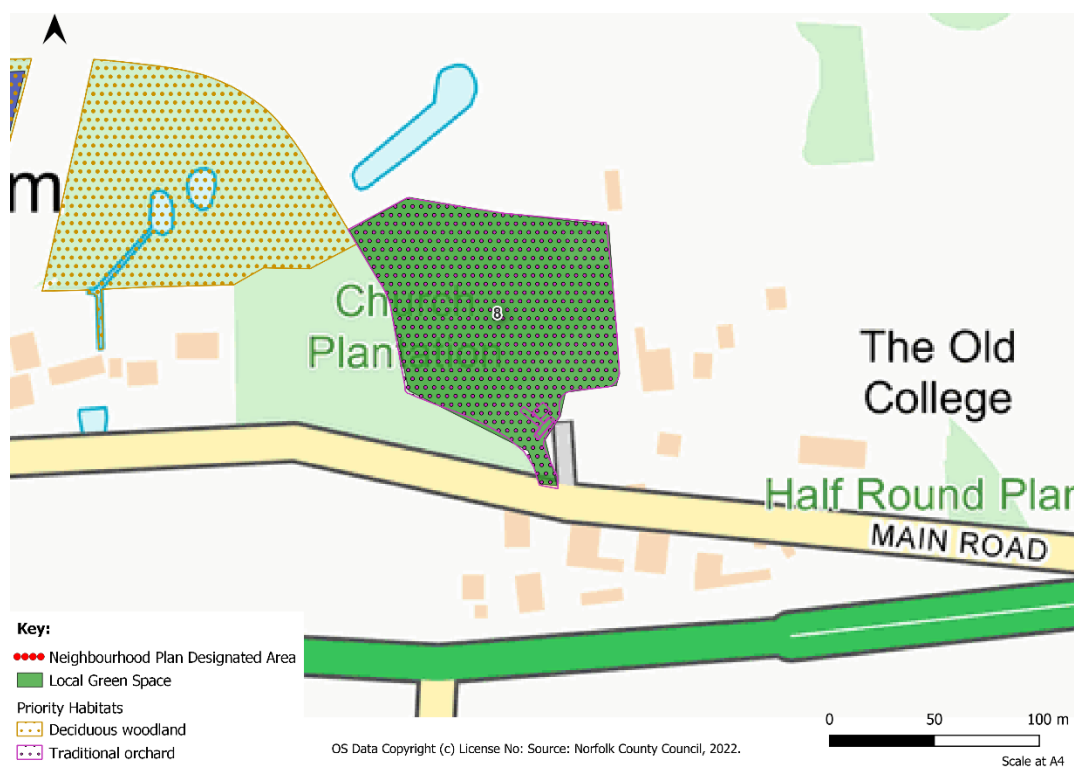 m
Church
Plantation
8
The Old
College
Half Round Plan
MAIN ROAD
Key:
Neighbourhood Plan Designated Area
Local Green Space
Priority Habitats
Deciduous woodland
Traditional orchard
OS Data Copyright (c) License No: Source: Norfolk County Council, 2022.
0 50 100 m
Scale at A4